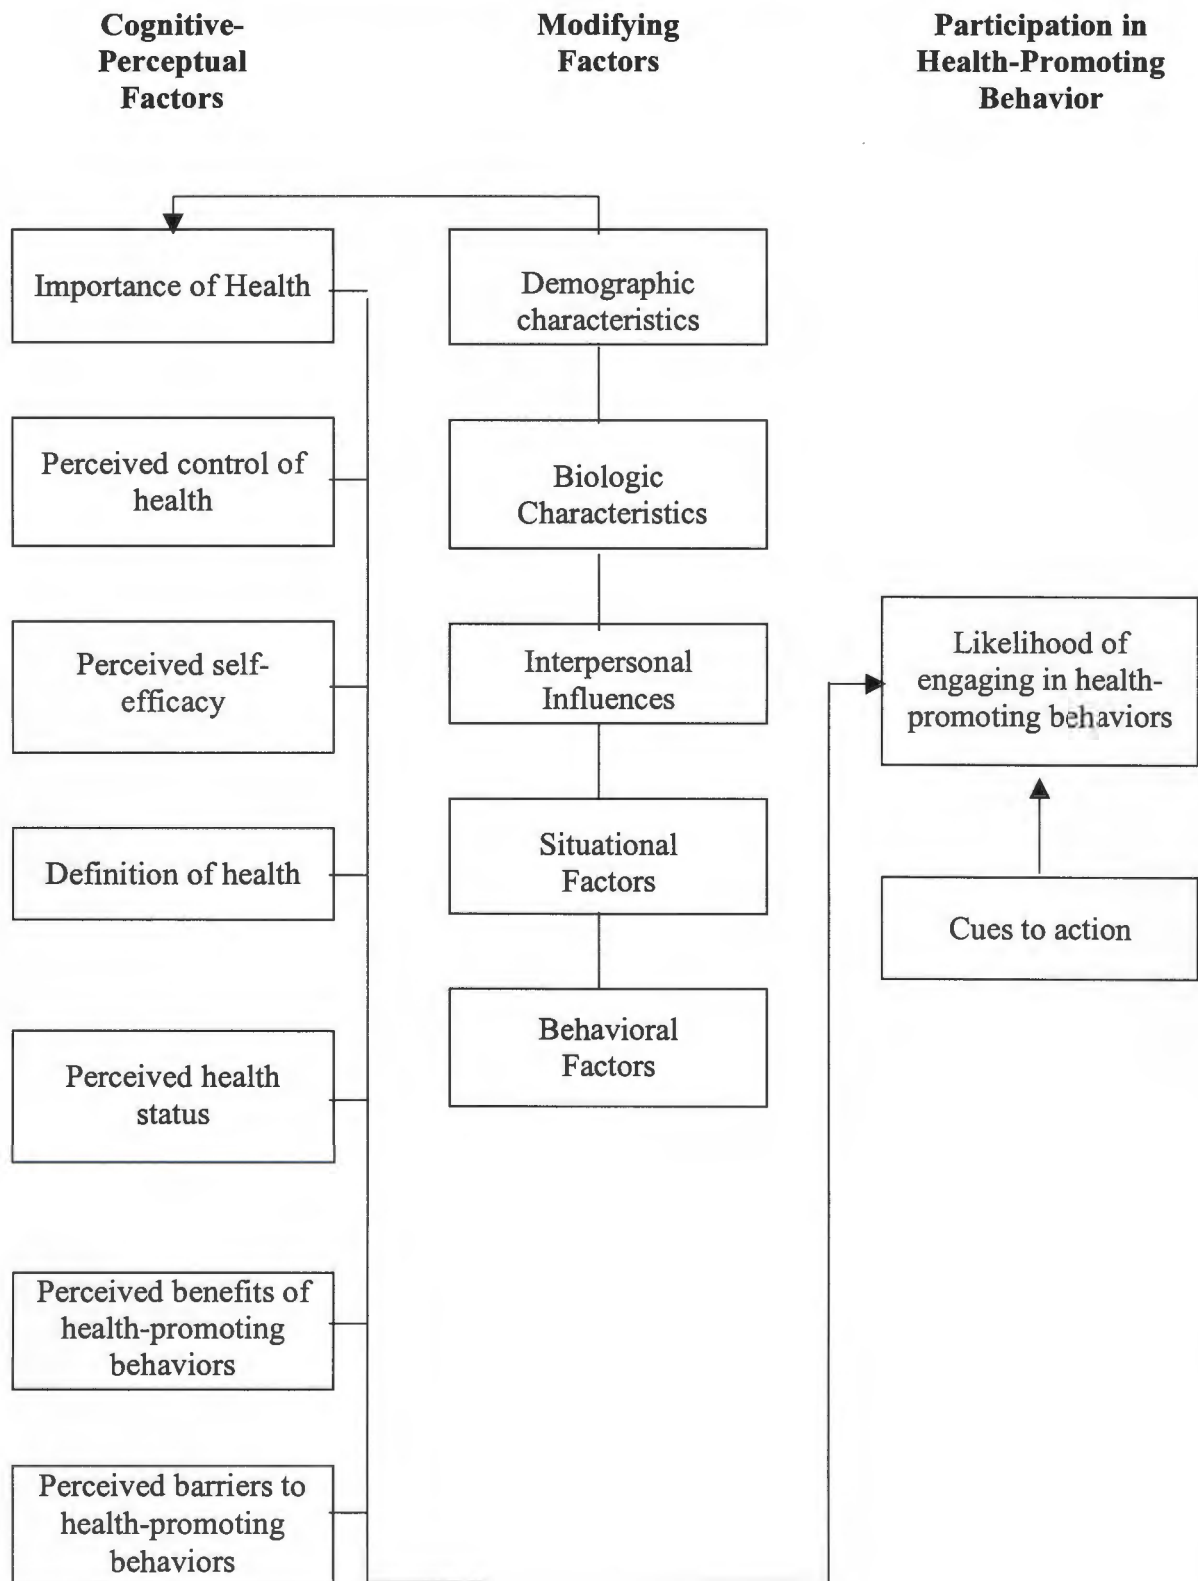 Cognitive-
Perceptual
Factors
Modifying
Factors
Participation in
Health-Promoting
Behavior
Importance of Health
Perceived control of
health
Perceived self-
efficacy
Definition of health
Perceived health
status
Perceived benefits of
health-promoting
behaviors
Perceived barriers to
health-promoting
behaviors
Demographic
characteristics
Biologic
Characteristics
Interpersonal
Influences
Situational
Factors
Behavioral
Factors
Likelihood of
engaging in health-
promoting behaviors
Cues to action